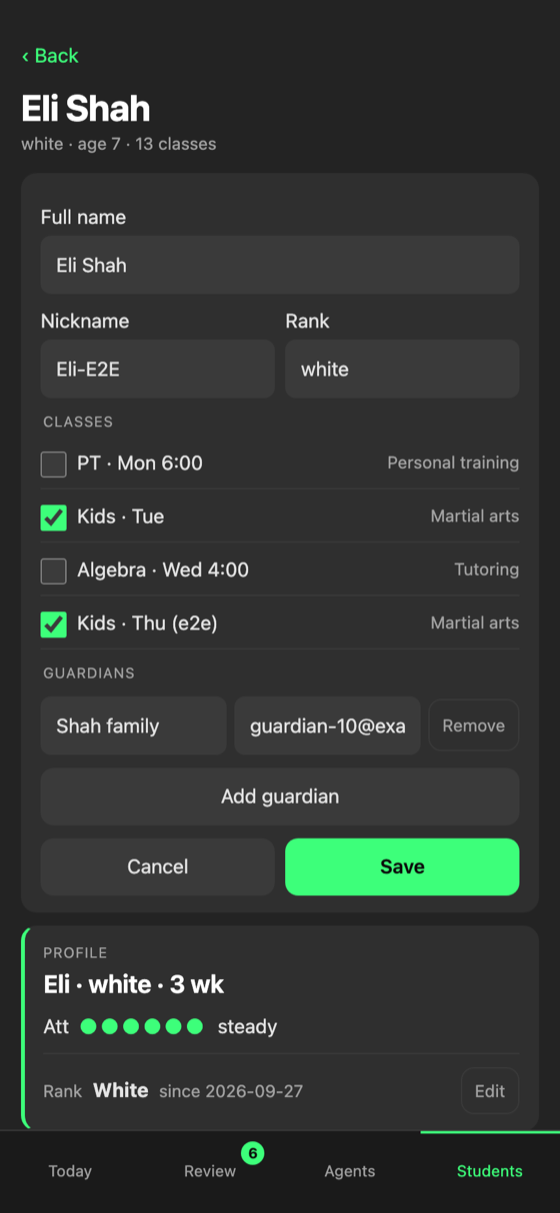 ‹ Back
Eli Shah
white · age 7 · 13 classes
Full name
Eli Shah
Nickname Rank
Eli-E2E white
CLASSES
PT · Mon 6:00 Personal training
Kids · Tue Martial arts
Algebra · Wed 4:00 Tutoring
Kids · Thu (e2e) Martial arts
GUARDIANS
Shah family guardian-10@exa Remove
Add guardian
Cancel Save
PROFILE
Eli · white · 3 wk
Att steady
Rank White since 2026-09-27 Edit
6
Today Review Agents Students